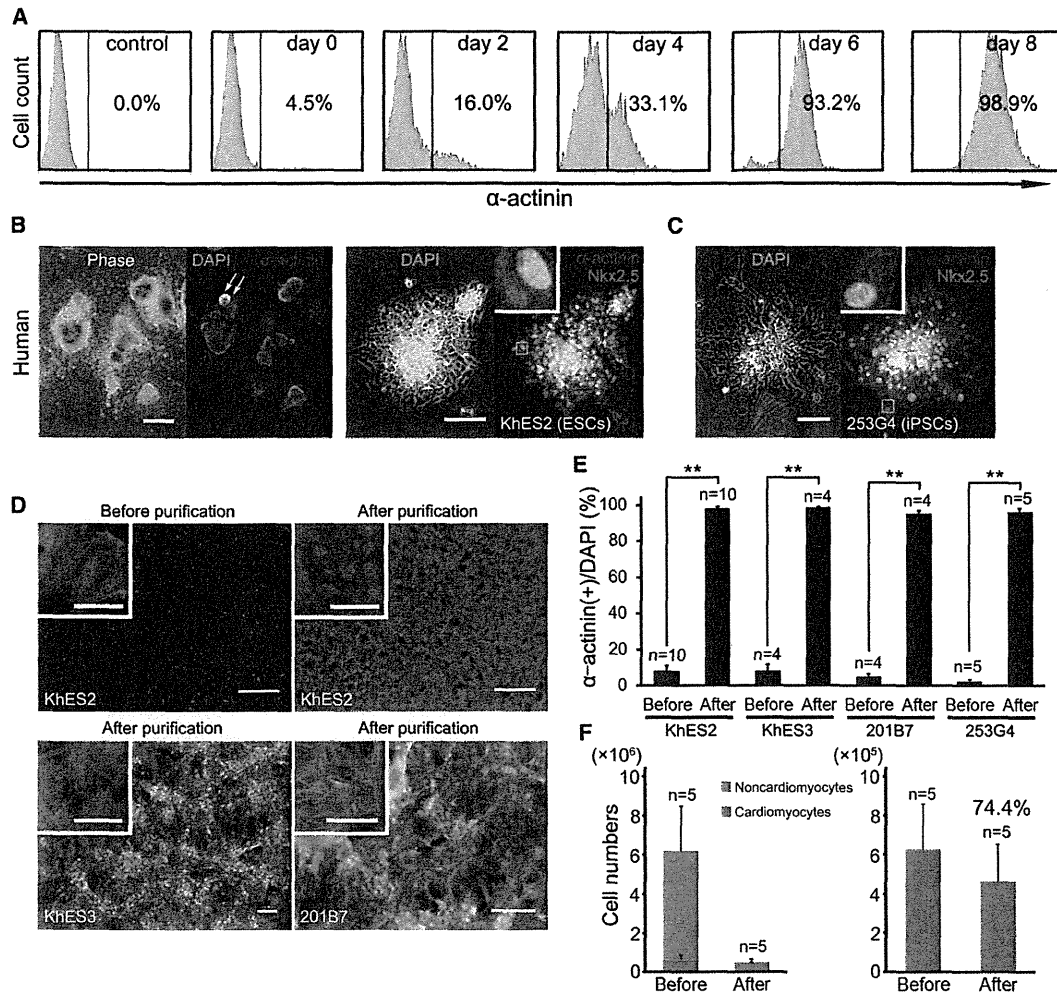 A
control
day 0
day 2
day 4
day 6
day 8
0.0%
4.5%
16.0%
33.1%
93.2%
98.9%
Cell count
α-actinin
B
C
Human
Phase
DAPI
DAPI
Nkx2.5
KhES2 (ESCs)
DAPI
Nkx2.5
253G4 (iPSCs)
D
Before purification
After purification
KhES2
KhES2
After purification
After purification
KhES3
201B7
E
α-actinin(+)/DAPI (%)
100
80
60
40
20
0
** ** ** **
n=10 n=10 n=4 n=4 n=4 n=4 n=5 n=5
Before After Before After Before After Before After
KhES2 KhES3 201B7 253G4
F
Cell numbers
(×10⁶)
10
8
6
4
2
0
n=5
n=5
Before After
Noncardiomyocytes
Cardiomyocytes
(×10⁵)
10
8
6
4
2
0
n=5
74.4%
n=5
Before After